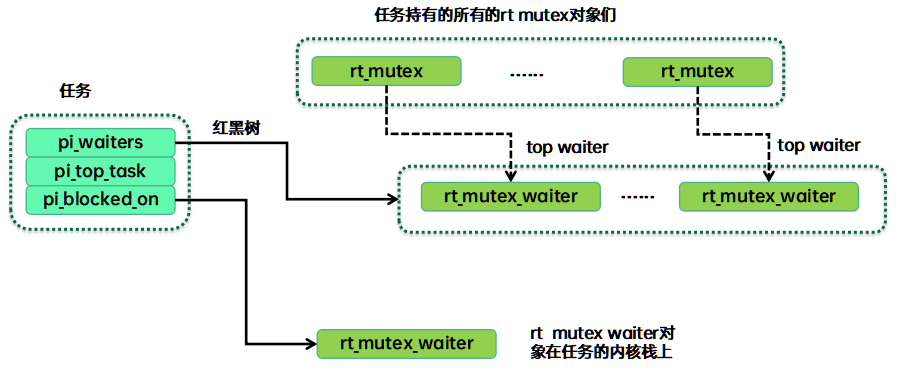 任务持有的所有的rt mutex对象们
rt_mutex
......
rt_mutex
任务
红黑树
pi_waiters
pi_top_task
pi_blocked_on
top waiter
top waiter
rt_mutex_waiter
......
rt_mutex_waiter
rt_mutex_waiter
rt mutex waiter对
象在任务的内核栈上